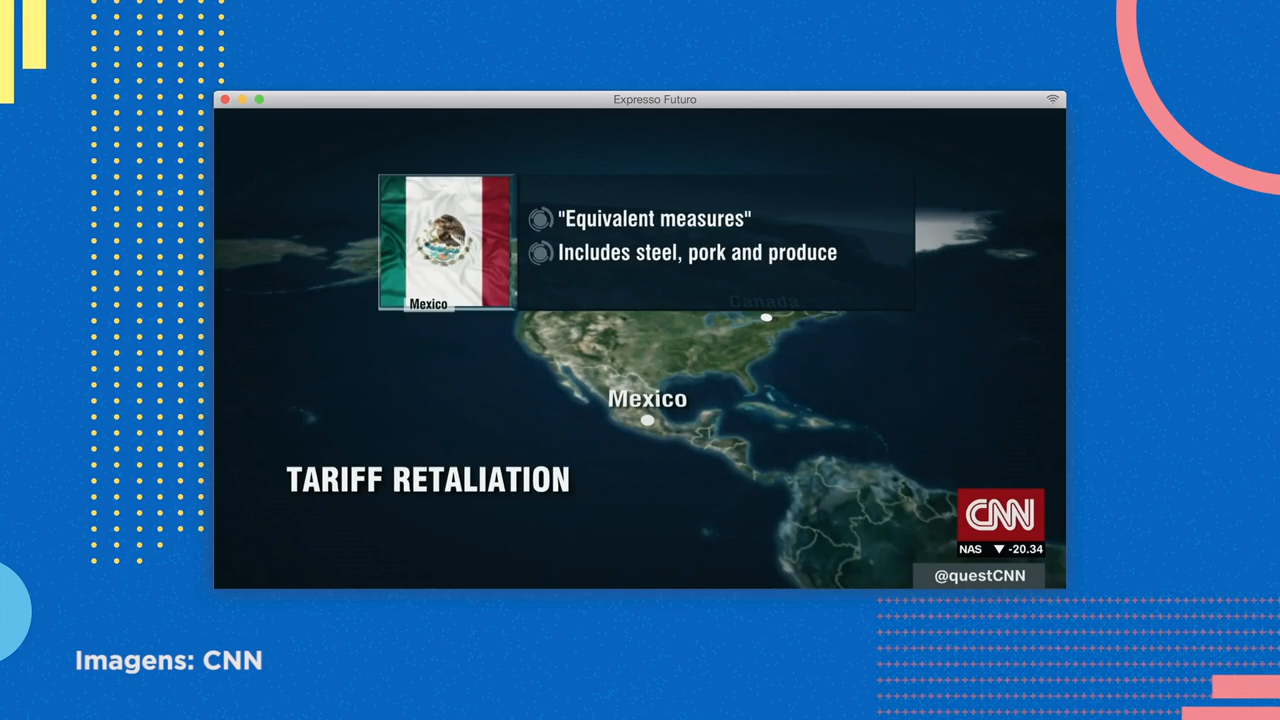 Expresso Futuro
"Equivalent measures"
Includes steel, pork and produce
Mexico
Canada
Mexico
TARIFF RETALIATION
CNN
NAS ▼ -20.34
@questCNN
Imagens: CNN